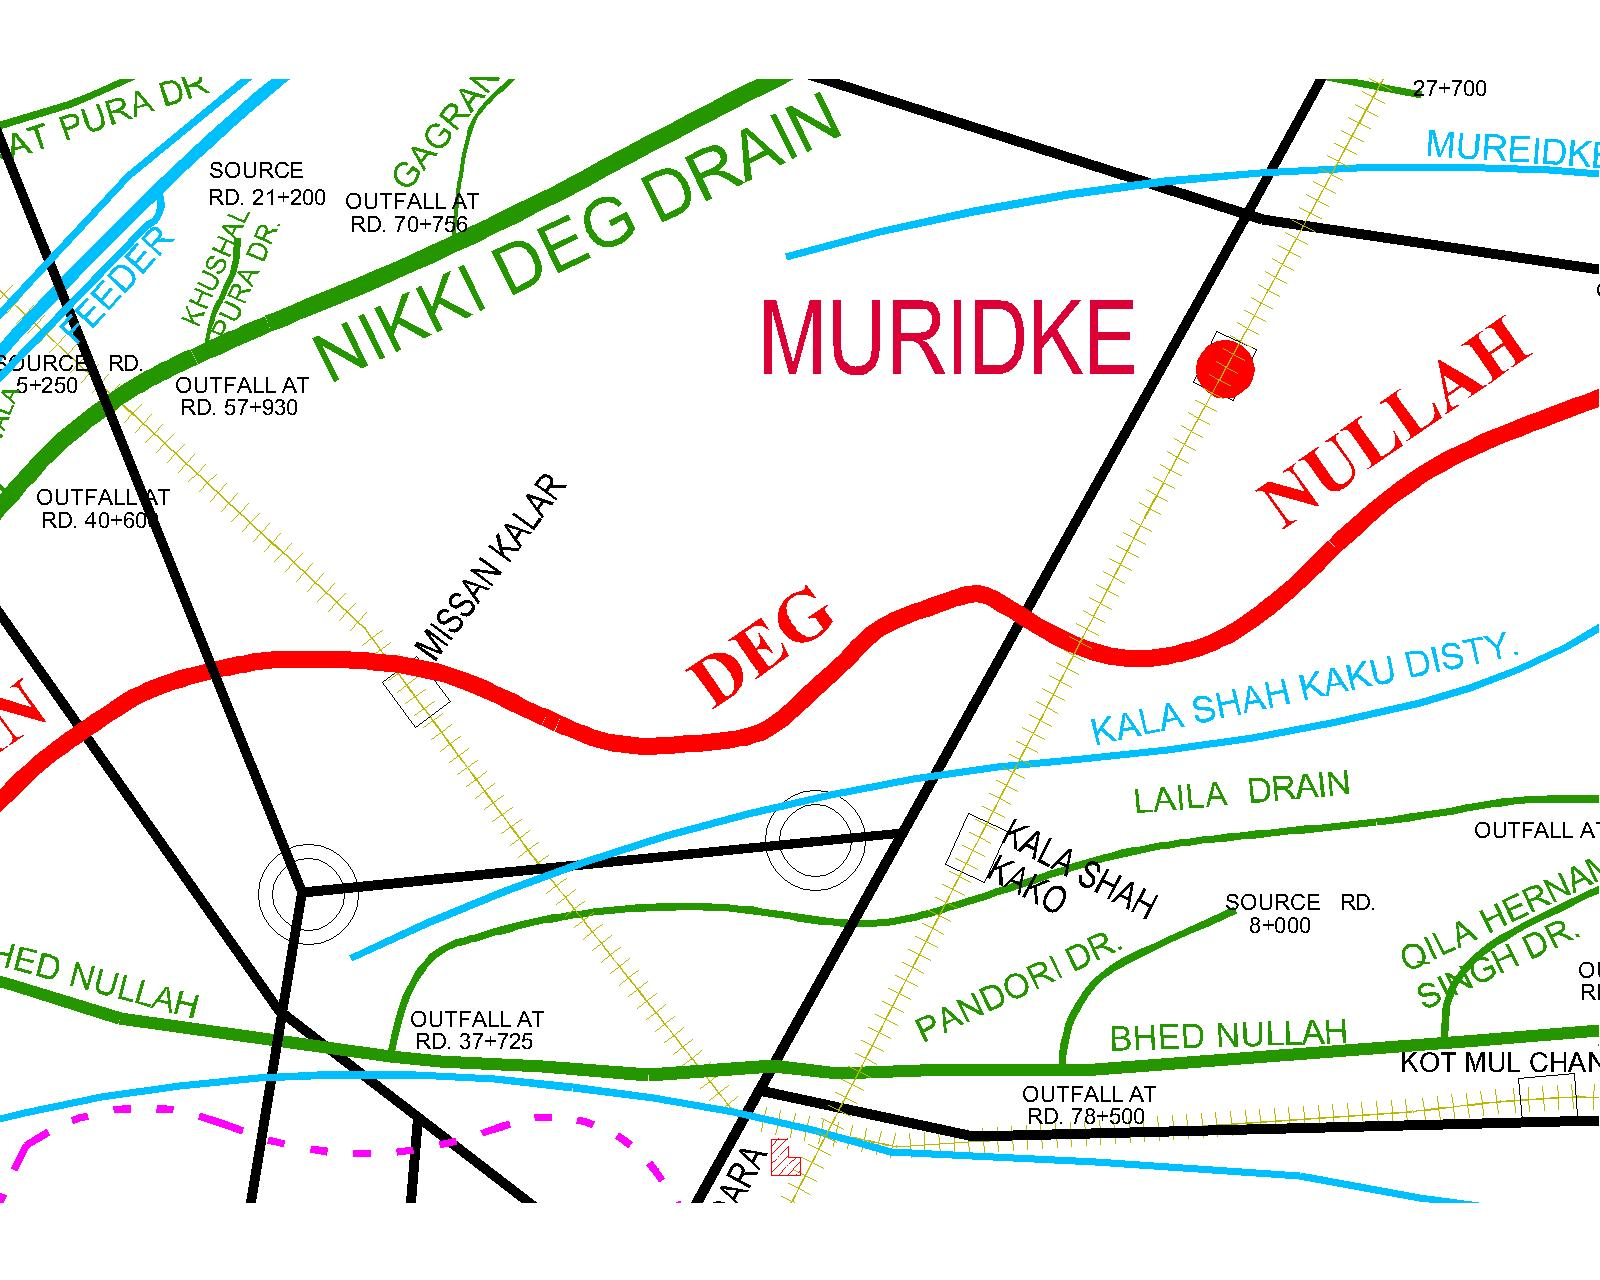 27+700
AT PURA DR
GAGRAN
MUREIDKE
SOURCE
RD. 21+200
OUTFALL AT
RD. 70+756
NIKKI DEG DRAIN
FEEDER
KHUSHAL
PURA DR.
MURIDKE
SOURCE RD.
5+250
OUTFALL AT
RD. 57+930
NULLAH
OUTFALL AT
RD. 40+600
MISSAN KALAR
DEG
KALA SHAH KAKU DISTY.
LAILA DRAIN
OUTFALL AT
KALA SHAH
KAKO
SOURCE RD.
8+000
QILA HERNAM
SINGH DR.
PANDORI DR.
HED NULLAH
OUTFALL AT
RD. 37+725
BHED NULLAH
KOT MUL CHAN
OUTFALL AT
RD. 78+500